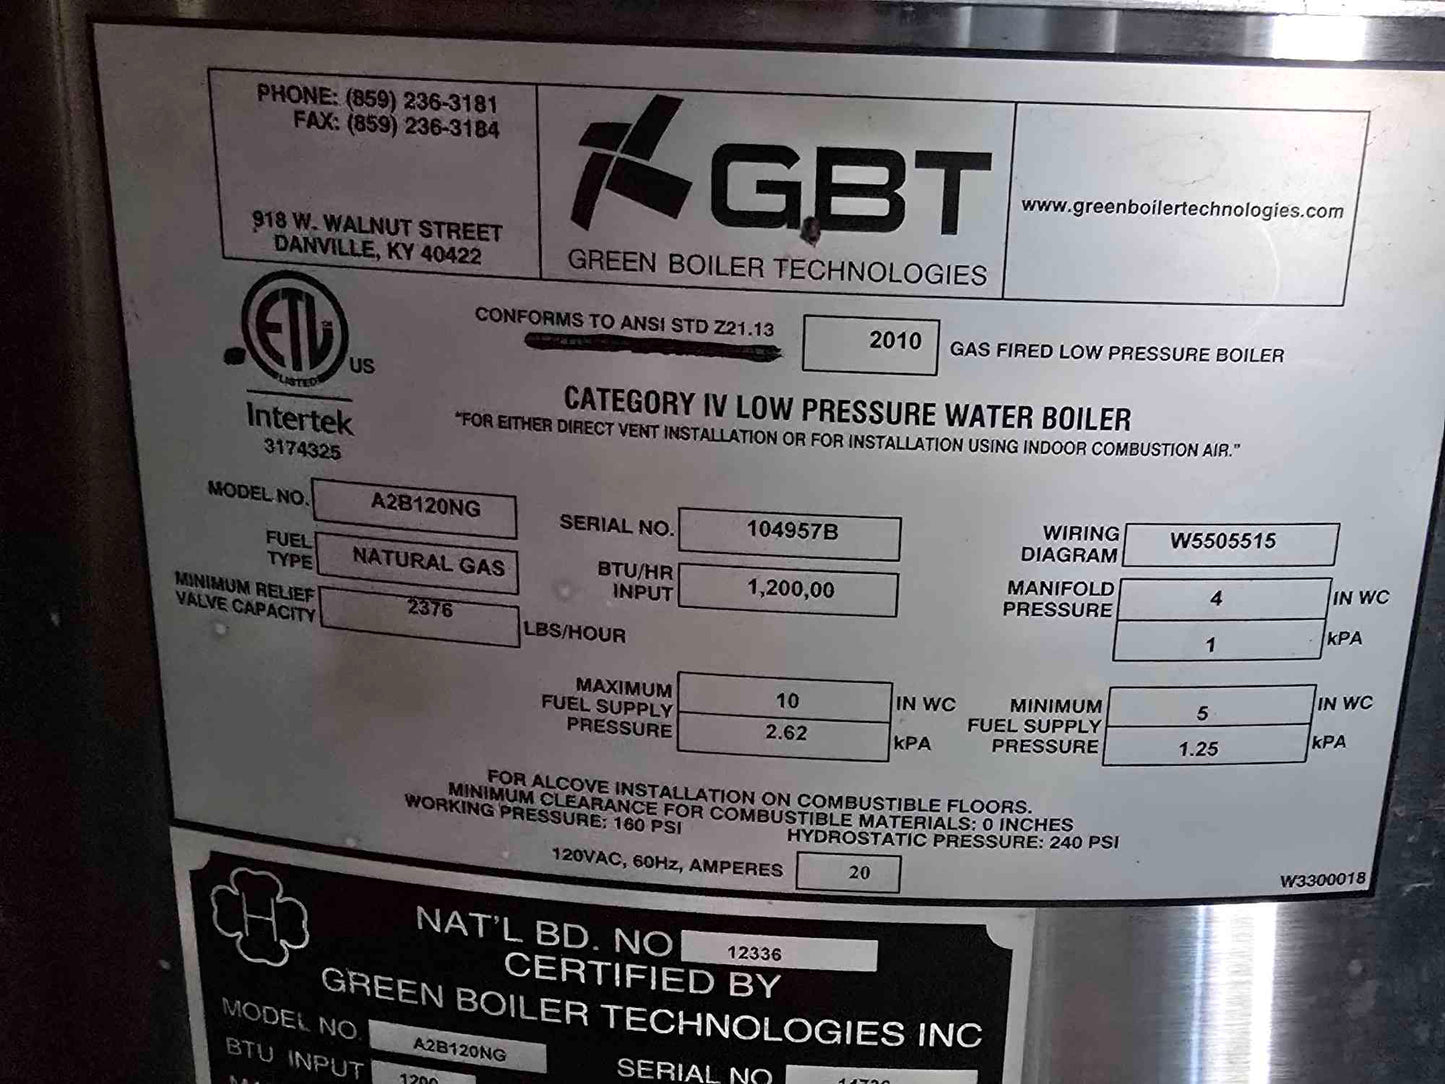 PHONE: (859) 236-3181
FAX: (859) 236-3184
918 W. WALNUT STREET
DANVILLE, KY 40422
GBT
GREEN BOILER TECHNOLOGIES
www.greenboilertechnologies.com
ETL
LISTED
US
Intertek
3174325
CONFORMS TO ANSI STD Z21.13 2010 GAS FIRED LOW PRESSURE BOILER
CATEGORY IV LOW PRESSURE WATER BOILER
"FOR EITHER DIRECT VENT INSTALLATION OR FOR INSTALLATION USING INDOOR COMBUSTION AIR."
MODEL NO. A2B120NG
FUEL TYPE NATURAL GAS
MINIMUM RELIEF VALVE CAPACITY 2376 LBS/HOUR
SERIAL NO. 104957B
BTU/HR INPUT 1,200,00
WIRING DIAGRAM W5505515
MANIFOLD PRESSURE 4 IN WC
1 kPA
MAXIMUM FUEL SUPPLY PRESSURE 10 IN WC
2.62 kPA
MINIMUM FUEL SUPPLY PRESSURE 5 IN WC
1.25 kPA
FOR ALCOVE INSTALLATION ON COMBUSTIBLE FLOORS.
MINIMUM CLEARANCE FOR COMBUSTIBLE MATERIALS: 0 INCHES
WORKING PRESSURE: 160 PSI HYDROSTATIC PRESSURE: 240 PSI
120VAC, 60Hz, AMPERES 20
W3300018
H
NAT'L BD. NO 12336
CERTIFIED BY
GREEN BOILER TECHNOLOGIES INC
MODEL NO. A2B120NG
BTU INPUT 1200
SERIAL NO